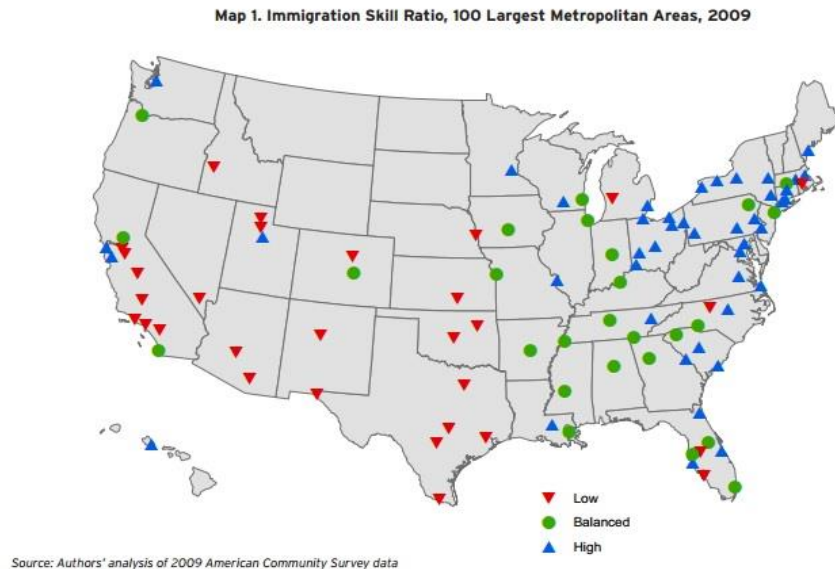 Map 1. Immigration Skill Ratio, 100 Largest Metropolitan Areas, 2009
Low
Balanced
High
Source: Authors' analysis of 2009 American Community Survey data